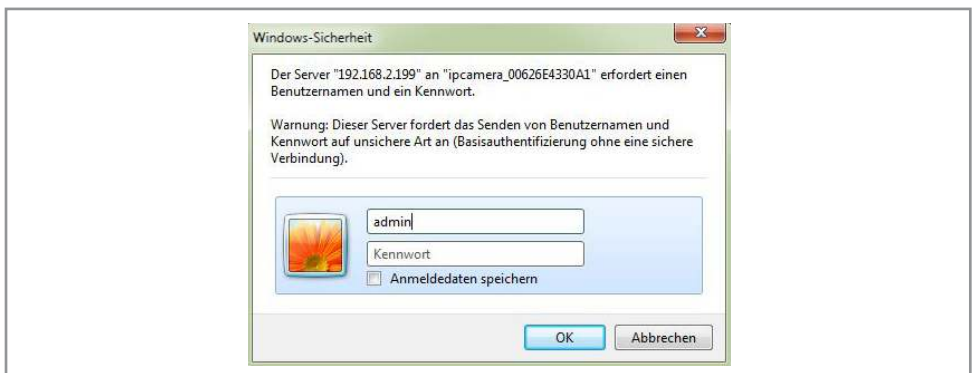 Windows-Sicherheit
Der Server "192.168.2.199" an "ipcamera_00626E4330A1" erfordert einen
Benutzernamen und ein Kennwort.
Warnung: Dieser Server fordert das Senden von Benutzernamen und
Kennwort auf unsichere Art an (Basisauthentifizierung ohne eine sichere
Verbindung).
admin
Kennwort
Anmeldedaten speichern
OK
Abbrechen